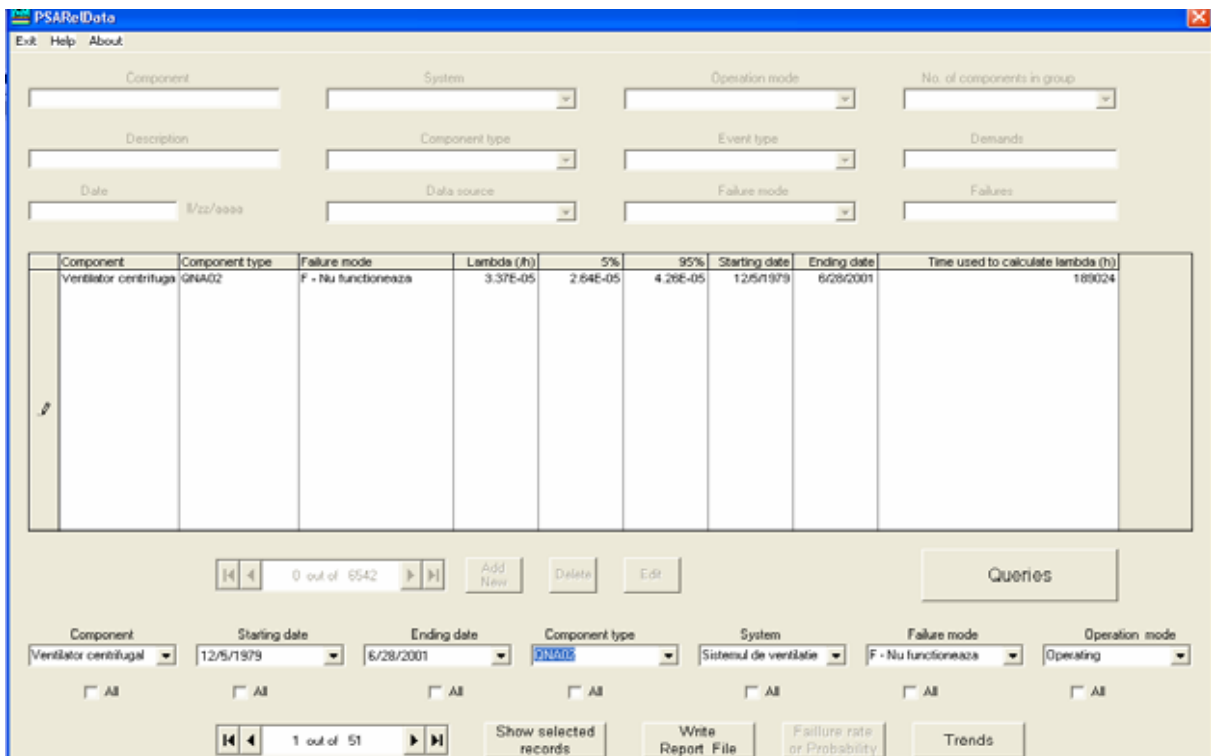 PSARelData
Exit Help About
Component System Operation mode No. of components in group
Description Component type Event type Demands
Date Data source Failure mode Failures
ll/zz/aaaa
Component Component type Failure mode Lambda (/h) 5% 95% Starting date Ending date Time used to calculate lambda (h)
Ventilator centrifuga QNA02 F - Nu functioneaza 3.37E-05 2.64E-05 4.26E-05 12/5/1979 6/28/2001 189024
0 out of 6542 Add New Delete Edit Queries
Component Starting date Ending date Component type System Failure mode Operation mode
Ventilator centrifugal 12/5/1979 6/28/2001 QNA02 Sistemul de ventilatie F - Nu functioneaza Operating
All All All All All All All
1 out of 51 Show selected records Write Report File Faillure rate or Probability Trends